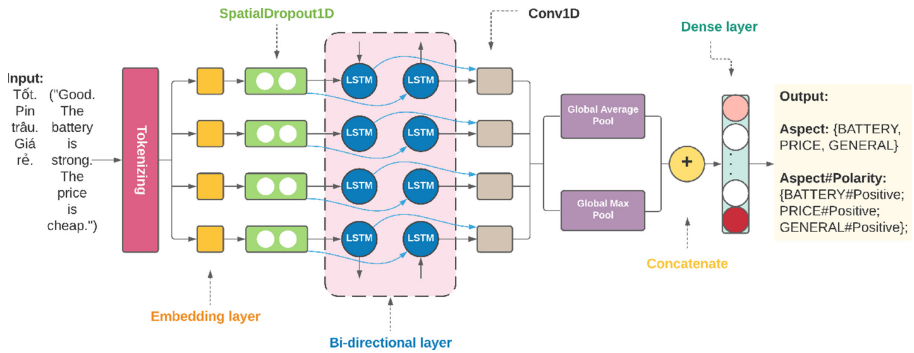 SpatialDropout1D
Conv1D
Dense layer
Input:
Tốt.
Pin
trâu.
Giá
rẻ.
("Good.
The
battery
is
strong.
The
price
is
cheap.")
Tokenizing
LSTM
LSTM
LSTM
LSTM
LSTM
LSTM
LSTM
LSTM
Global Average
Pool
Global Max
Pool
+
Output:
Aspect: {BATTERY,
PRICE, GENERAL}
Aspect#Polarity:
{BATTERY#Positive;
PRICE#Positive;
GENERAL#Positive};
Concatenate
Embedding layer
Bi-directional layer